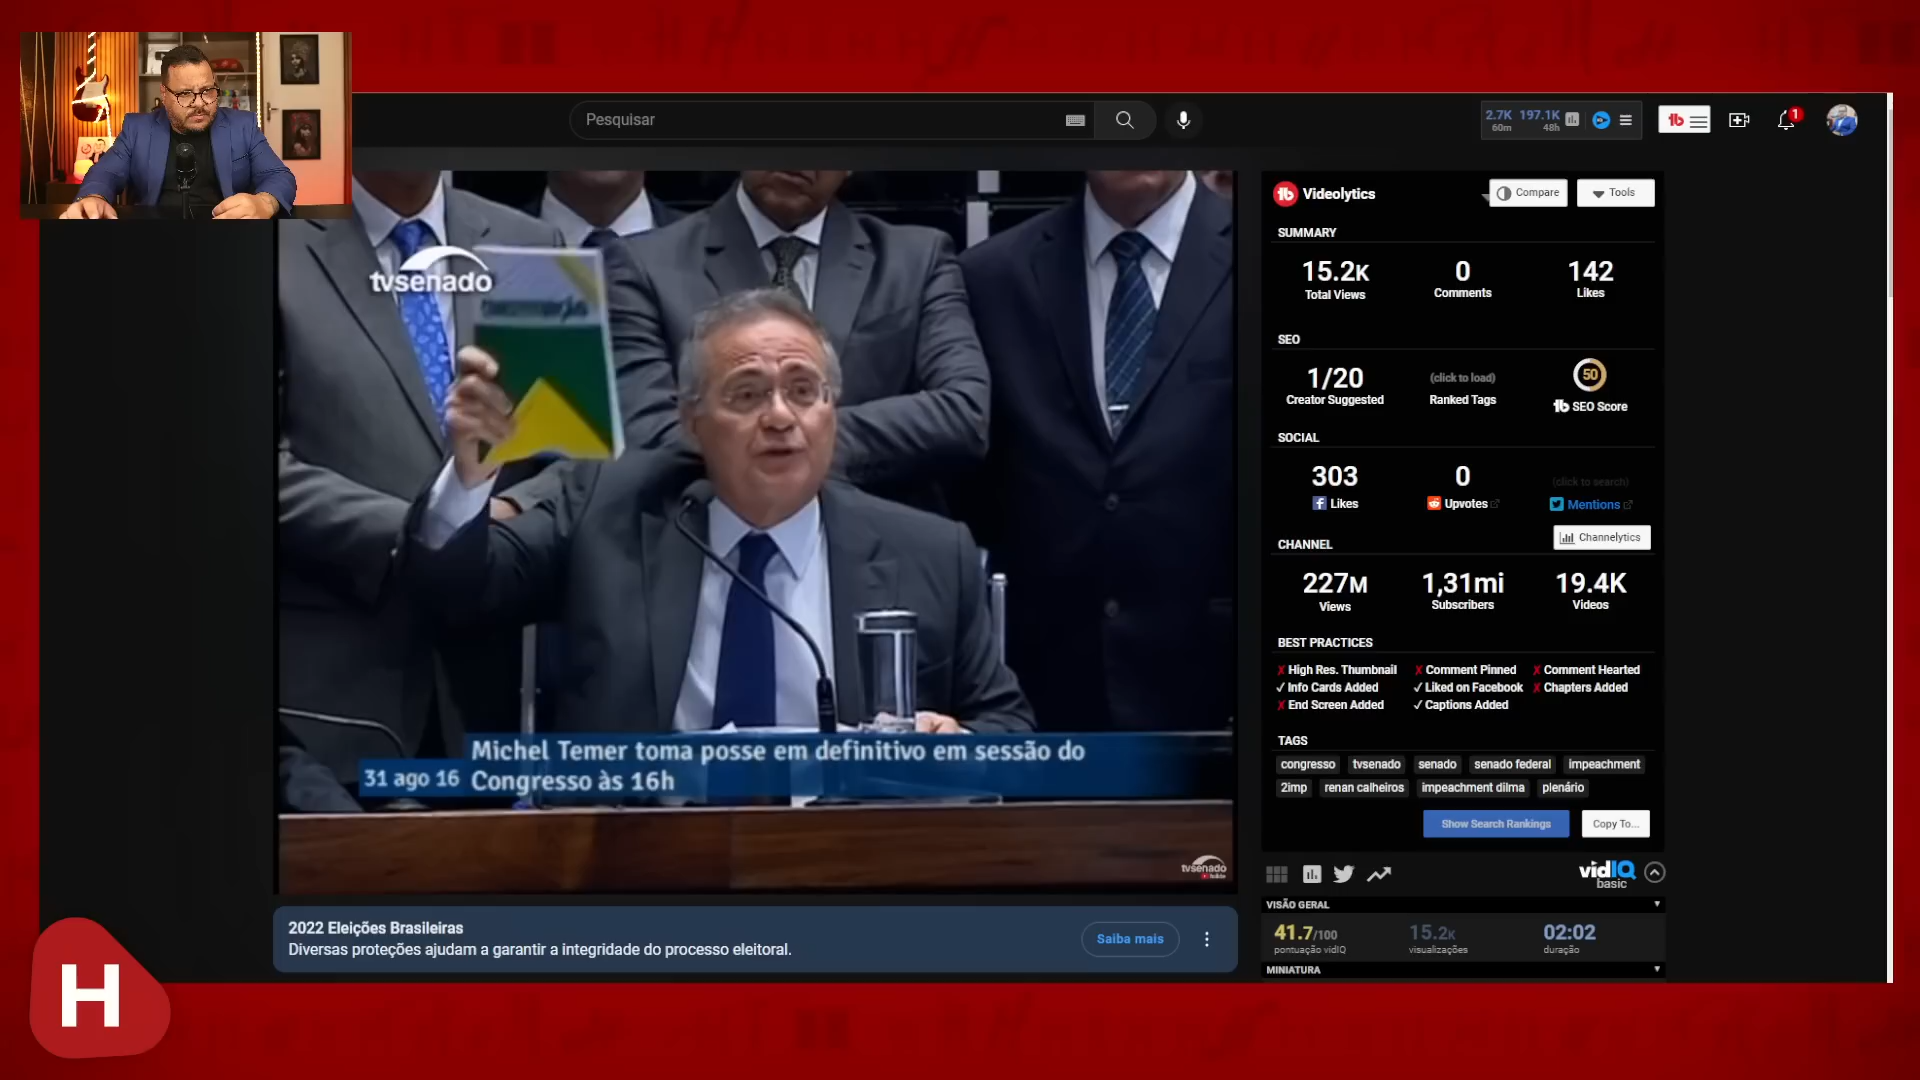 Pesquisar
2.7K 197.1K
60m 48h
1
tvsenado
Michel Temer toma posse em definitivo em sessão do
31 ago 16 Congresso às 16h
tvsenado
2022 Eleições Brasileiras
Diversas proteções ajudam a garantir a integridade do processo eleitoral.
Saiba mais
H
Videolytics
Compare
Tools
SUMMARY
15.2K 0 142
Total Views Comments Likes
SEO
1/20 (click to load) 50
Creator Suggested Ranked Tags SEO Score
SOCIAL
303 0 (click to search)
Likes Upvotes Mentions
CHANNEL
Channelytics
227M 1,31mi 19.4K
Views Subscribers Videos
BEST PRACTICES
✗ High Res. Thumbnail ✗ Comment Pinned ✗ Comment Hearted
✓ Info Cards Added ✓ Liked on Facebook ✗ Chapters Added
✗ End Screen Added ✓ Captions Added
TAGS
congresso tvsenado senado senado federal impeachment
2imp renan calheiros impeachment dilma plenário
Show Search Rankings Copy To...
vidIQ
basic
VISÃO GERAL
41.7/100 15.2K 02:02
pontuação vidIQ visualizações duração
MINIATURA